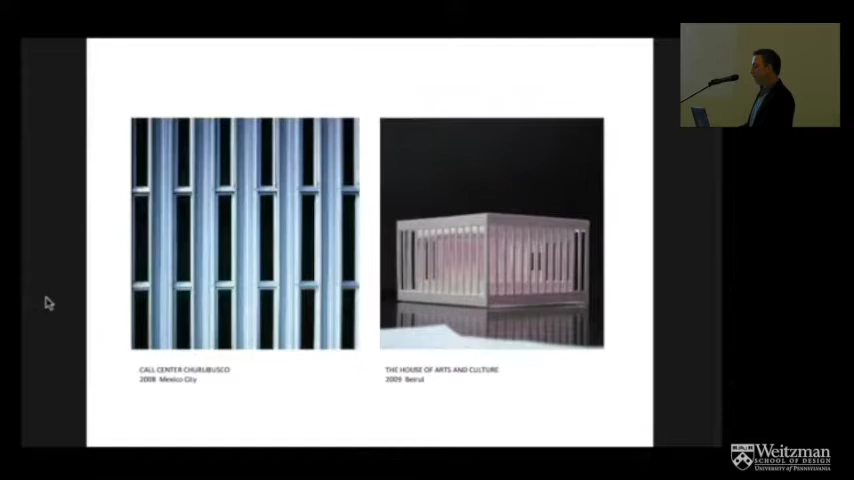 CALL CENTER CHURUBUSCO
2008 Mexico City
THE HOUSE OF ARTS AND CULTURE
2009 Beirut
Weitzman
SCHOOL OF DESIGN
UNIVERSITY OF PENNSYLVANIA